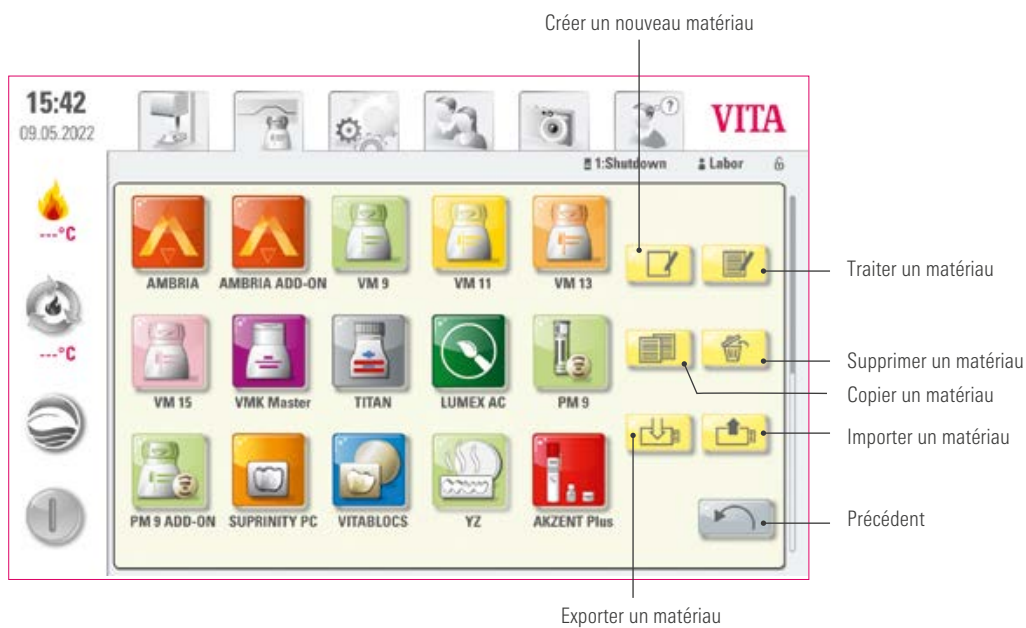 Créer un nouveau matériau
15:42
09.05.2022
?
VITA
1:Shutdown
Labor
---°C
---°C
AMBRIA
AMBRIA ADD-ON
VM 9
VM 11
VM 13
VM 15
VMK Master
TITAN
LUMEX AC
PM 9
PM 9 ADD-ON
SUPRINITY PC
VITABLOCS
YZ
AKZENT Plus
Traiter un matériau
Supprimer un matériau
Copier un matériau
Importer un matériau
Précédent
Exporter un matériau